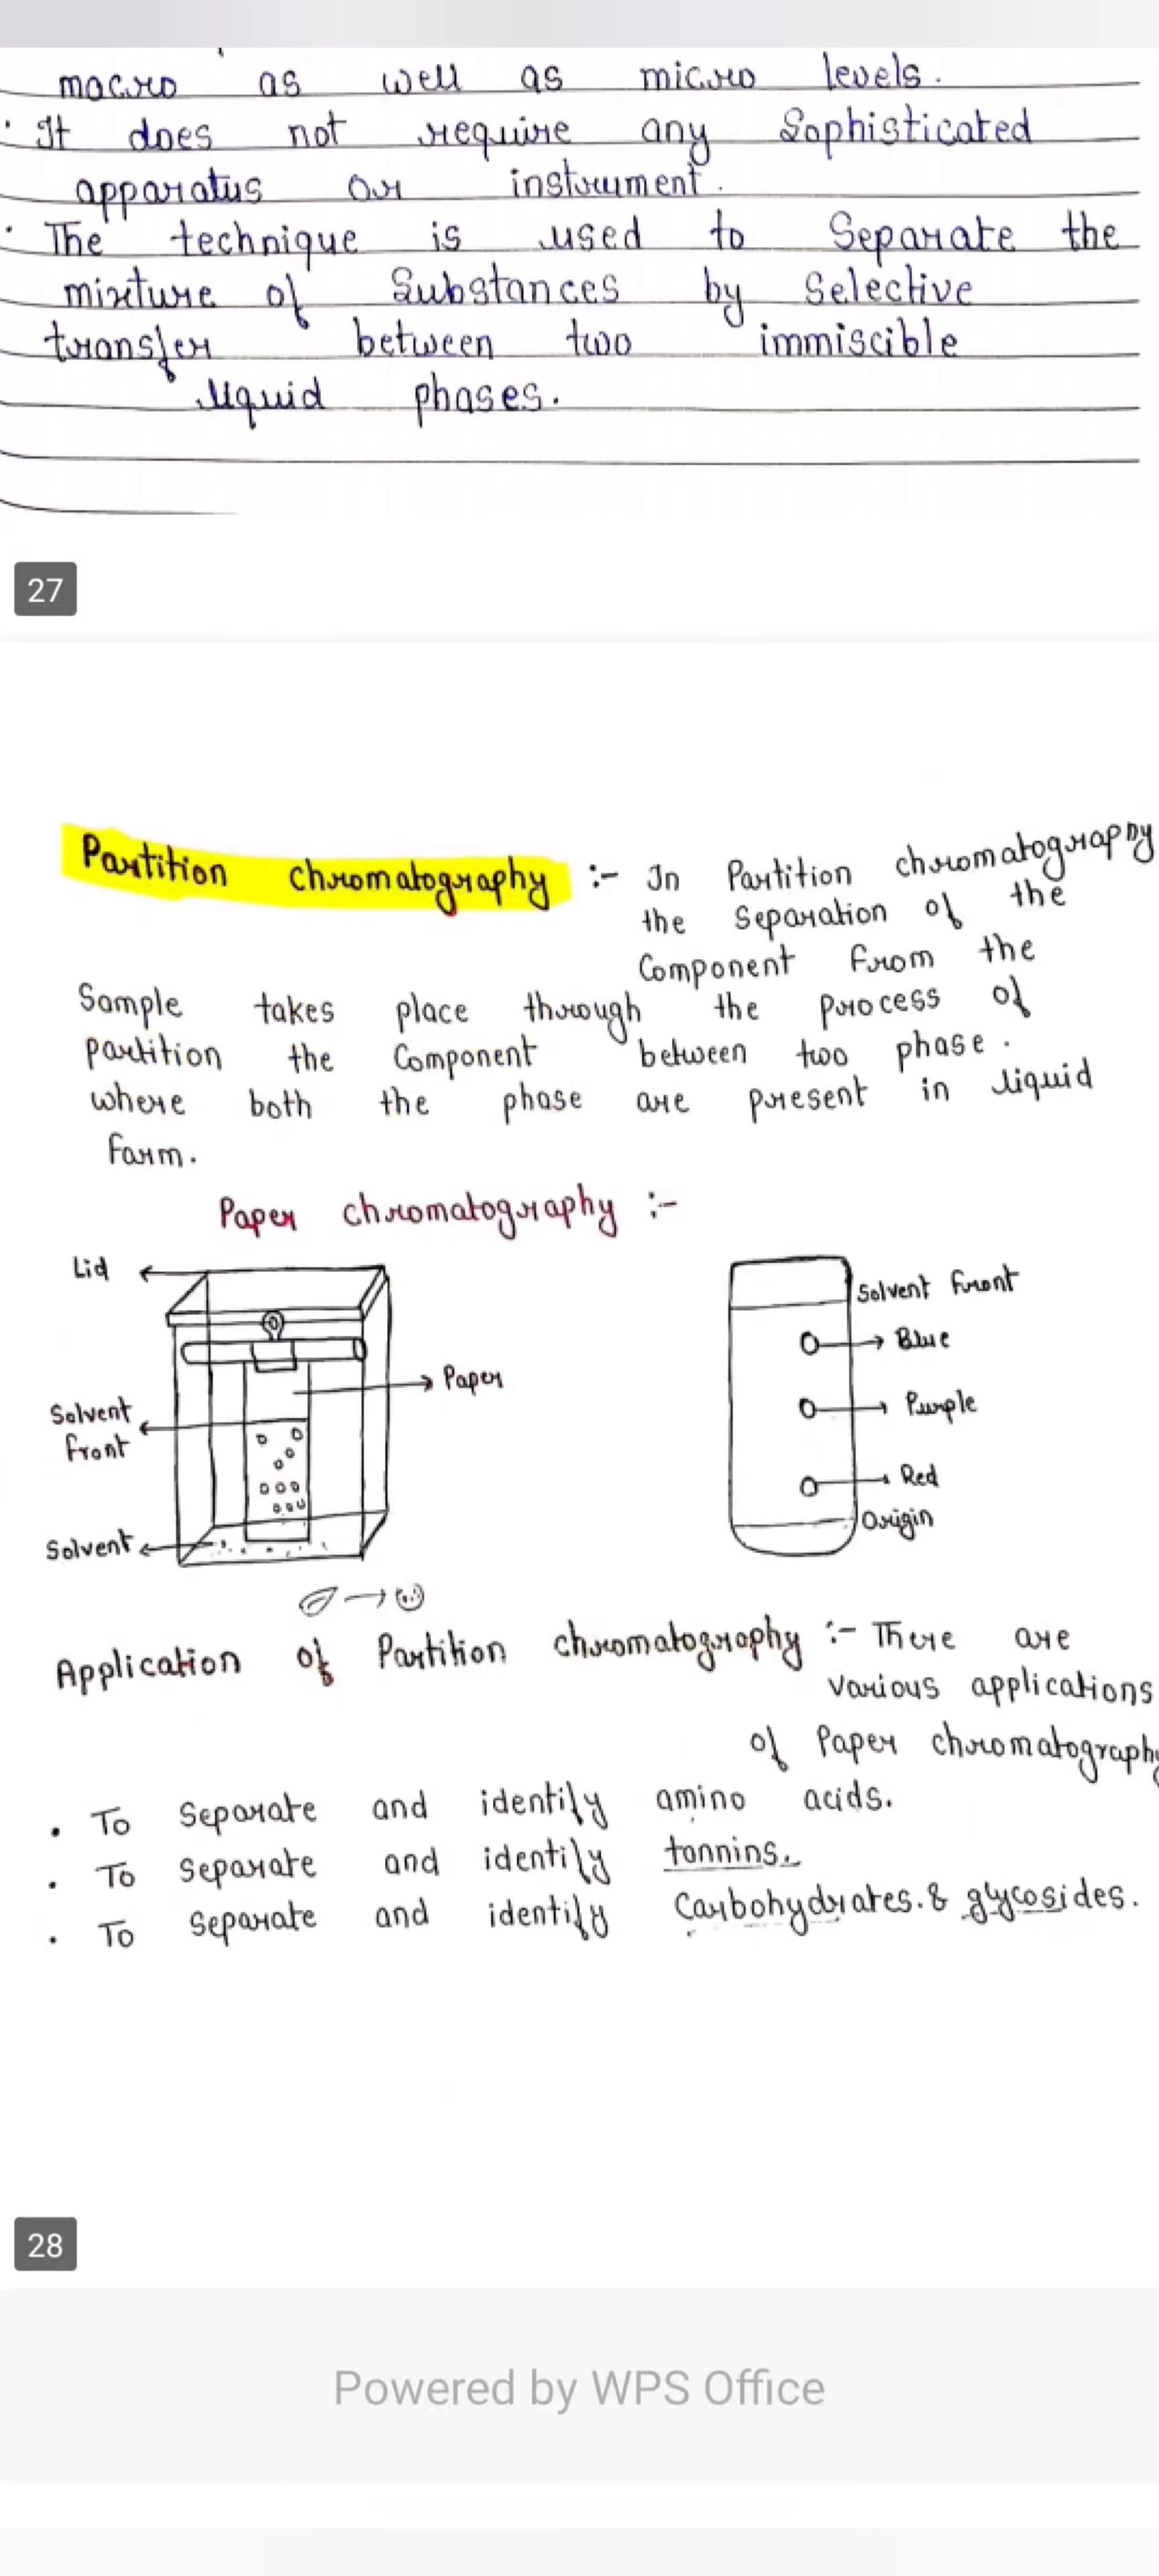 macro as well as micro levels.
· It does not require any Sophisticated
apparatus or instrument.
· The technique is used to Separate the
mixture of Substances by Selective
transfer between two immiscible
liquid phases.
27
Partition chromatography :- In Partition chromatography
the Separation of the
Component from the
Sample takes place through the process of
partition the Component between two phase.
where both the phase are present in liquid
farm.
Paper chromatography :-
Lid
Paper
Solvent
front
Solvent
Solvent front
Blue
Purple
Red
Origin
Application of Partition chromatography :- There are
various applications
of Paper chromatography
· To Separate and identify amino acids.
· To Separate and identify tannins.
· To Separate and identify Carbohydrates. & glycosides.
28
Powered by WPS Office